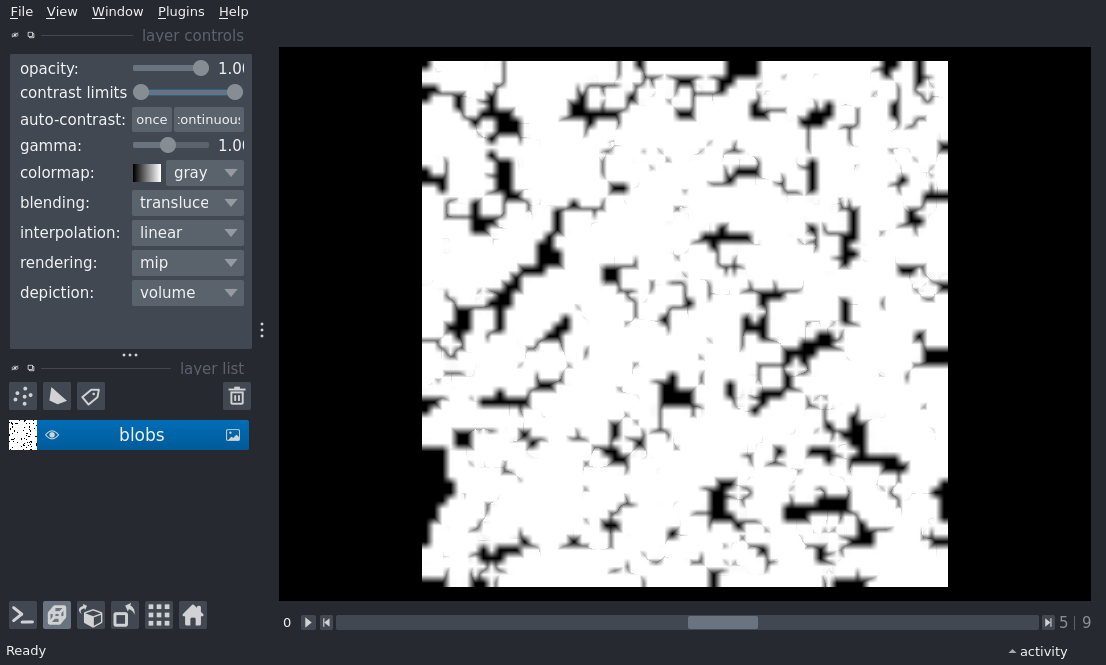 File View Window Plugins Help
layer controls
opacity: 1.0
contrast limits
auto-contrast: once continuous
gamma: 1.0
colormap: gray
blending: transluce
interpolation: linear
rendering: mip
depiction: volume
layer list
blobs
0 5 | 9
Ready activity